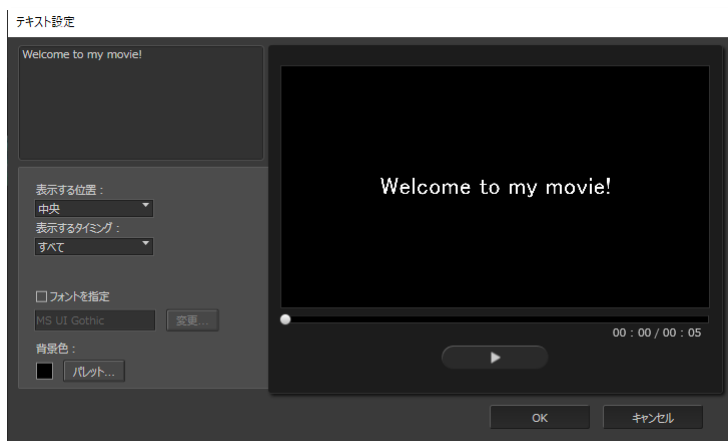 テキスト設定
Welcome to my movie!
Welcome to my movie!
表示する位置：
中央
表示するタイミング：
すべて
フォントを指定
MS UI Gothic
変更...
00 : 00 / 00 : 05
背景色：
パレット...
OK
キャンセル